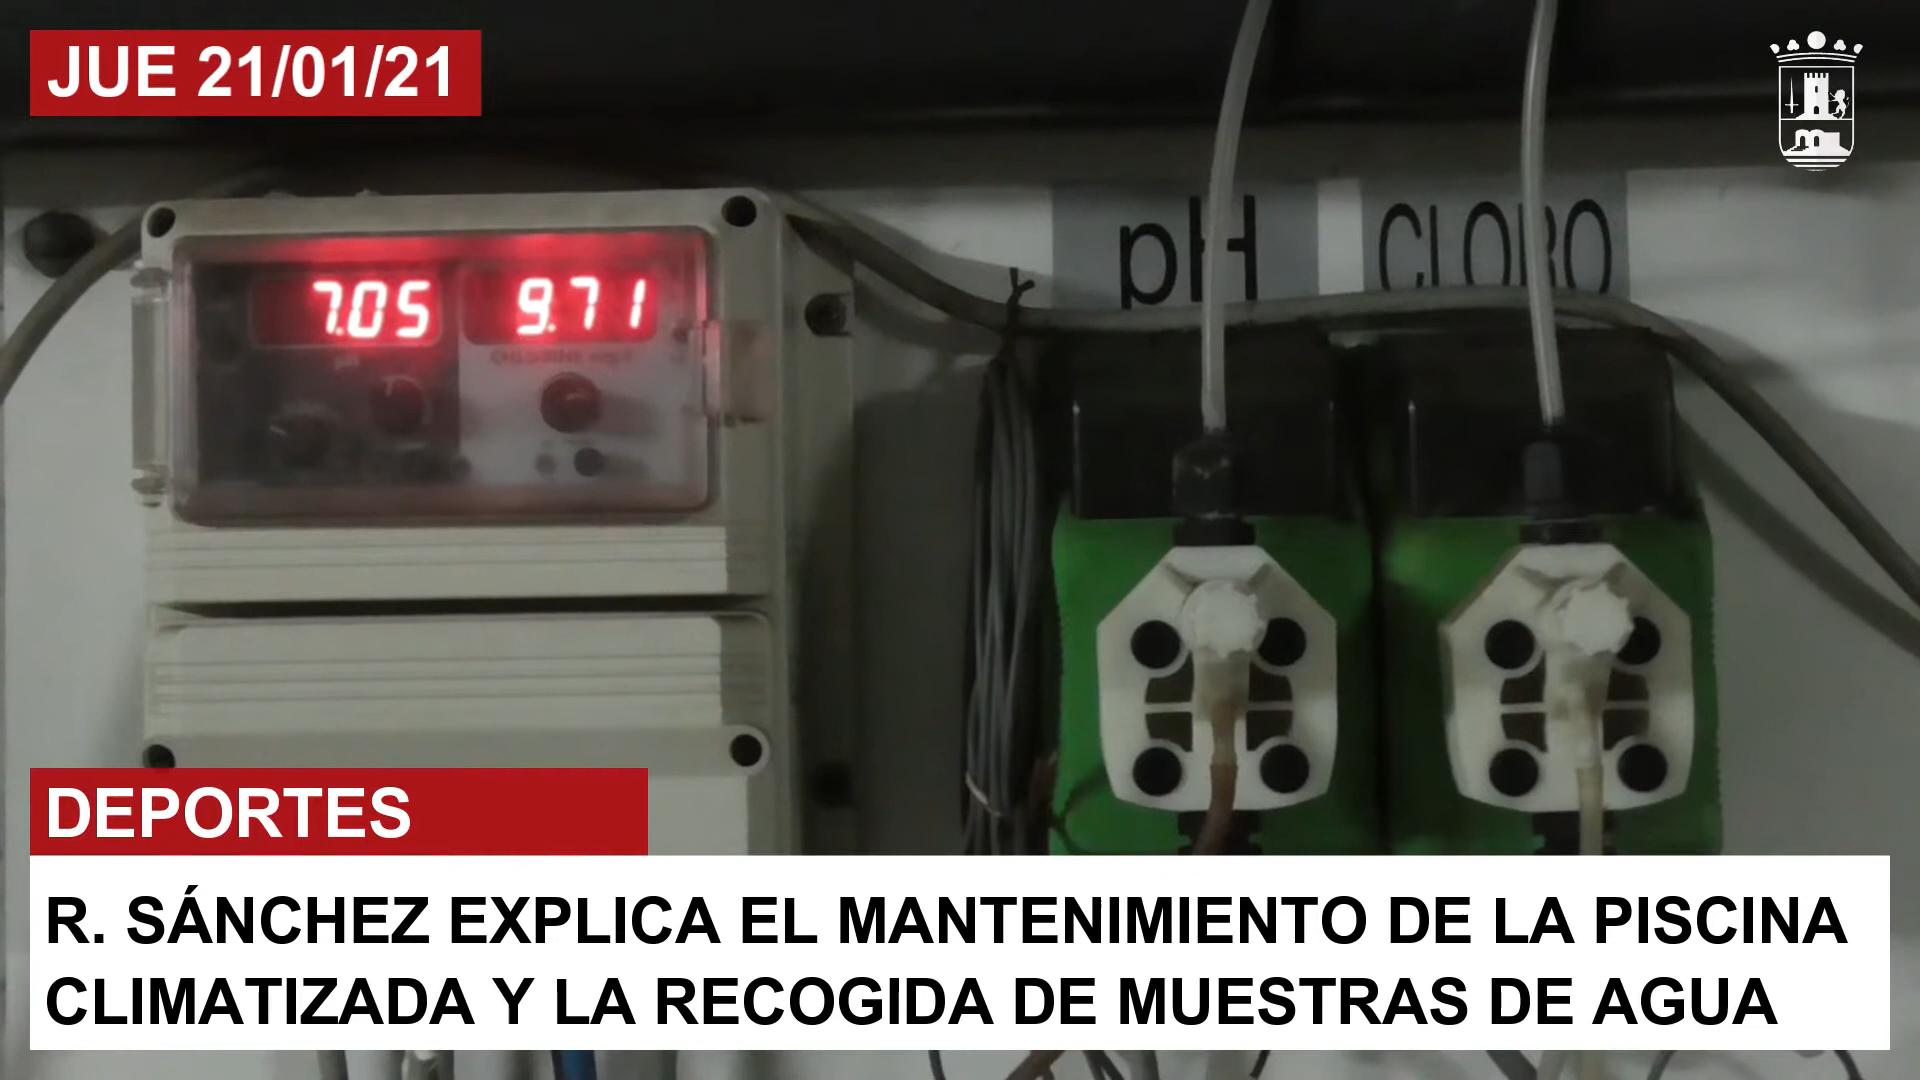 JUE 21/01/21
pH
CLORO
7.05 9.71
DEPORTES
R. SÁNCHEZ EXPLICA EL MANTENIMIENTO DE LA PISCINA
CLIMATIZADA Y LA RECOGIDA DE MUESTRAS DE AGUA